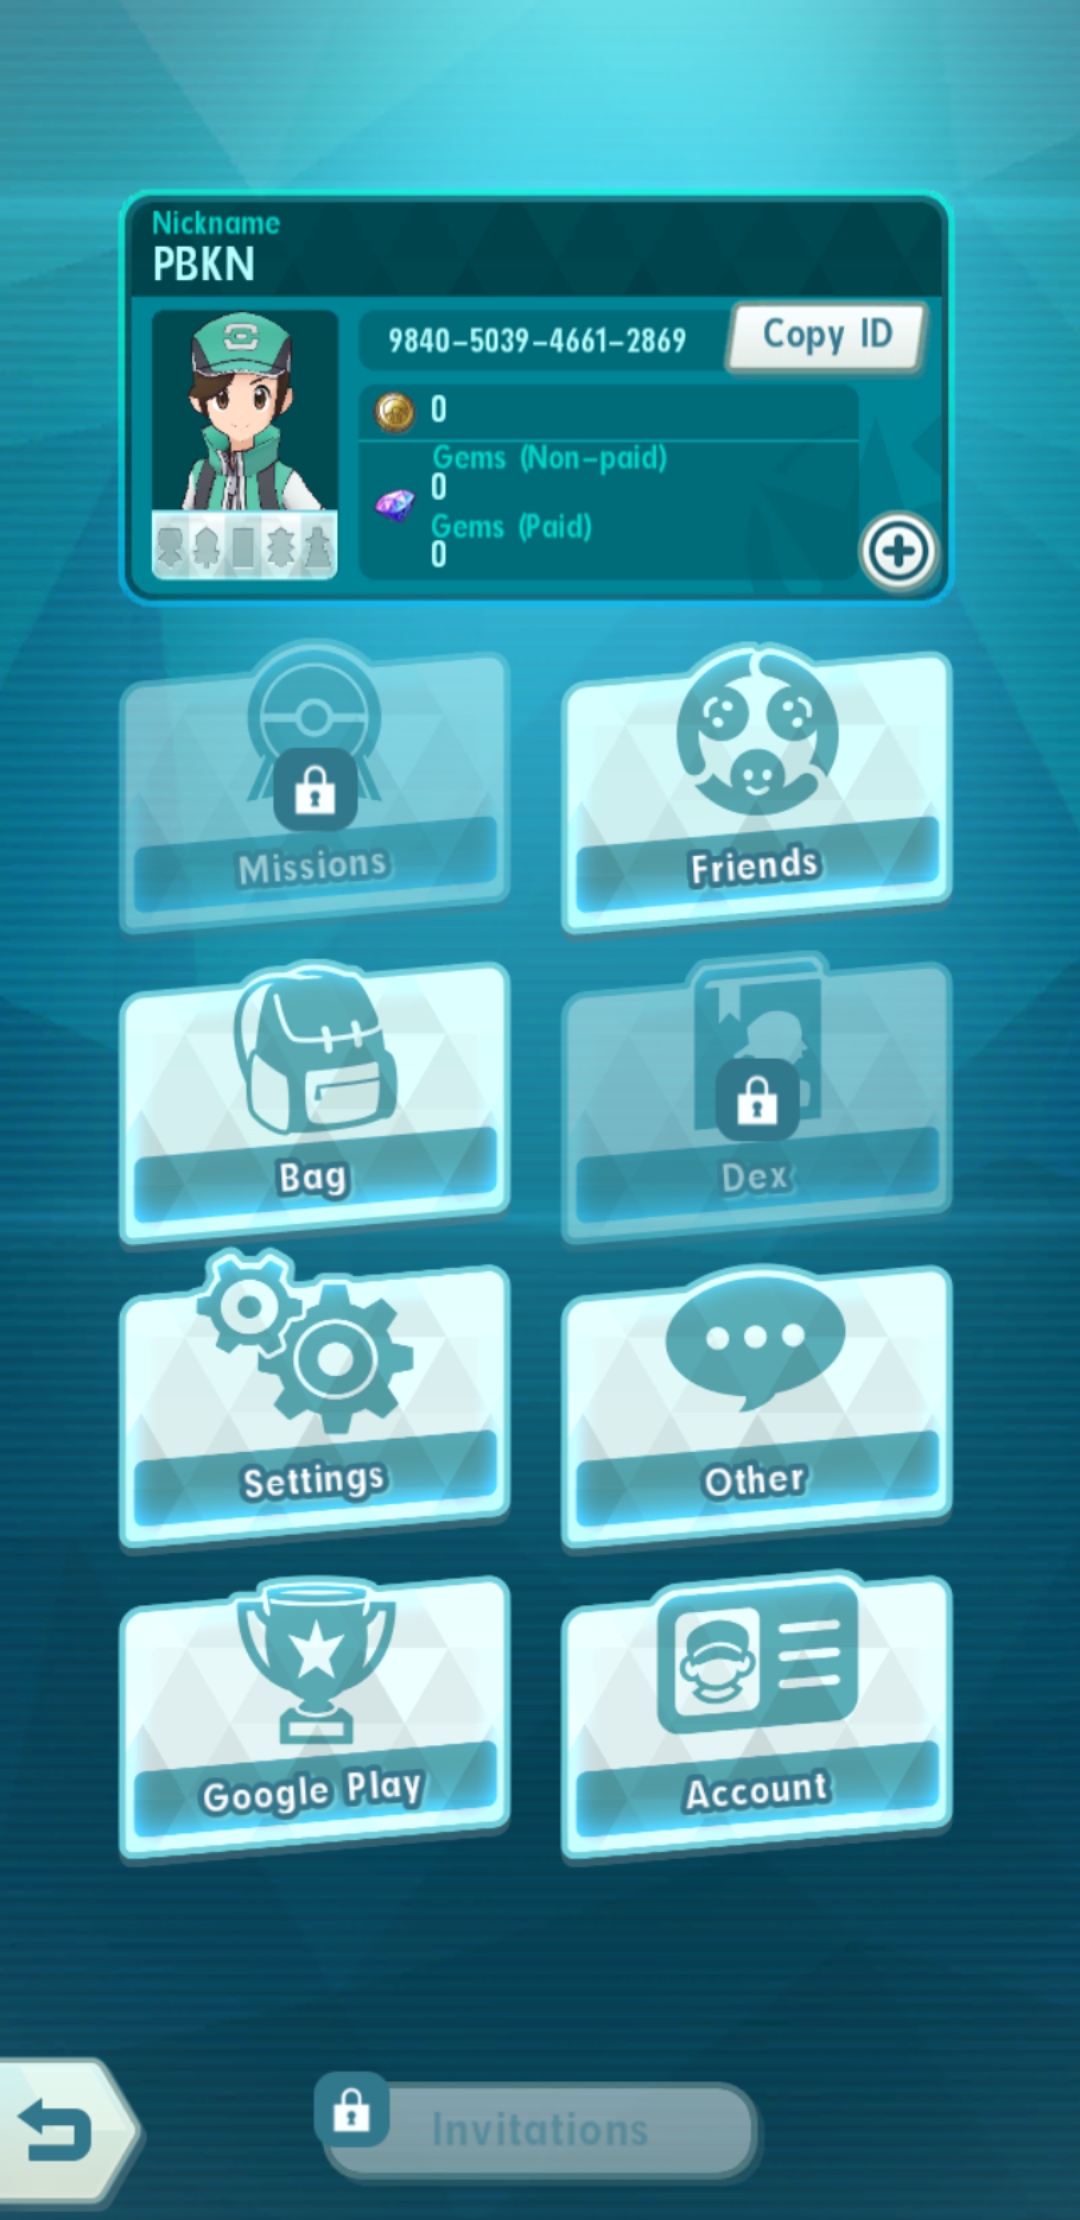 Nickname
PBKN
9840-5039-4661-2869
Copy ID
0
Gems (Non-paid)
0
Gems (Paid)
0
Missions
Friends
Bag
Dex
Settings
Other
Google Play
Account
Invitations